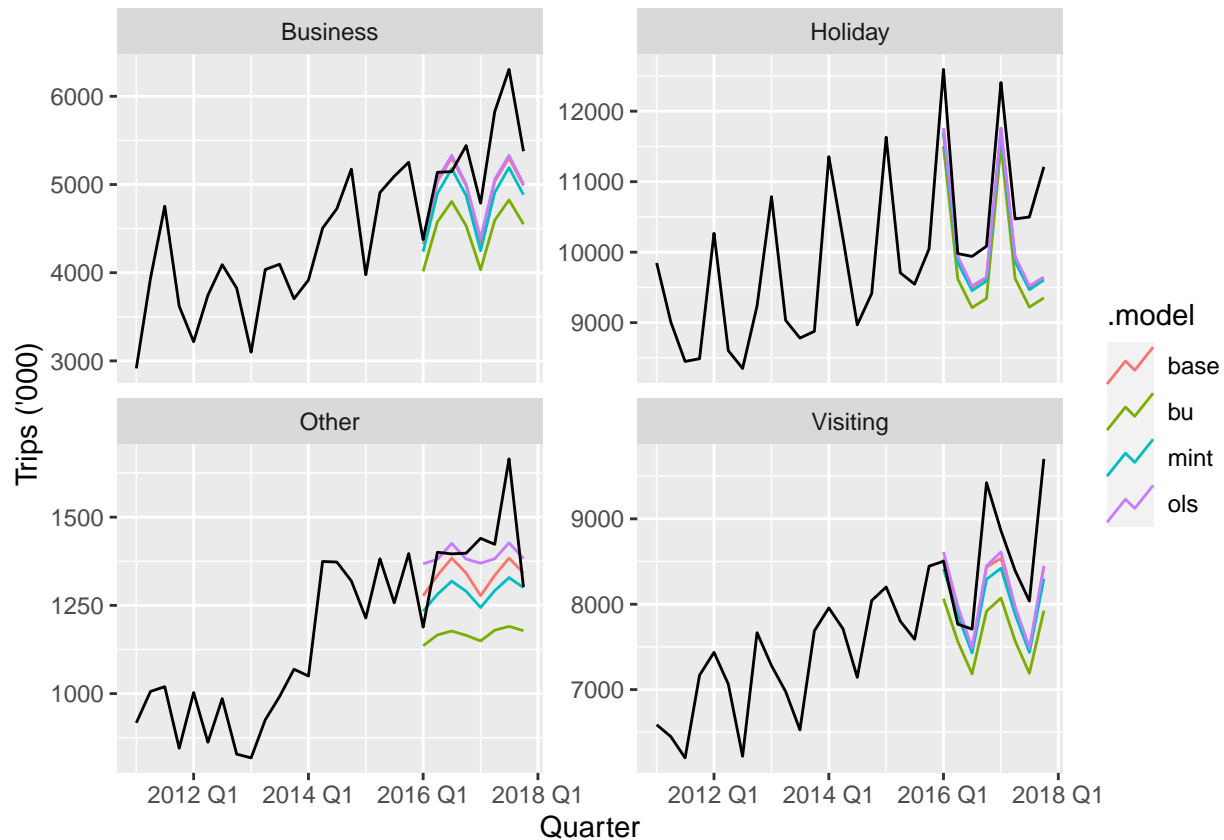 Business
Holiday
6000
5000
4000
3000
12000
11000
10000
9000
Other
Visiting
1500
1250
1000
9000
8000
7000
2012 Q1 2014 Q1 2016 Q1 2018 Q1
2012 Q1 2014 Q1 2016 Q1 2018 Q1
Quarter
Trips ('000)
.model
base
bu
mint
ols